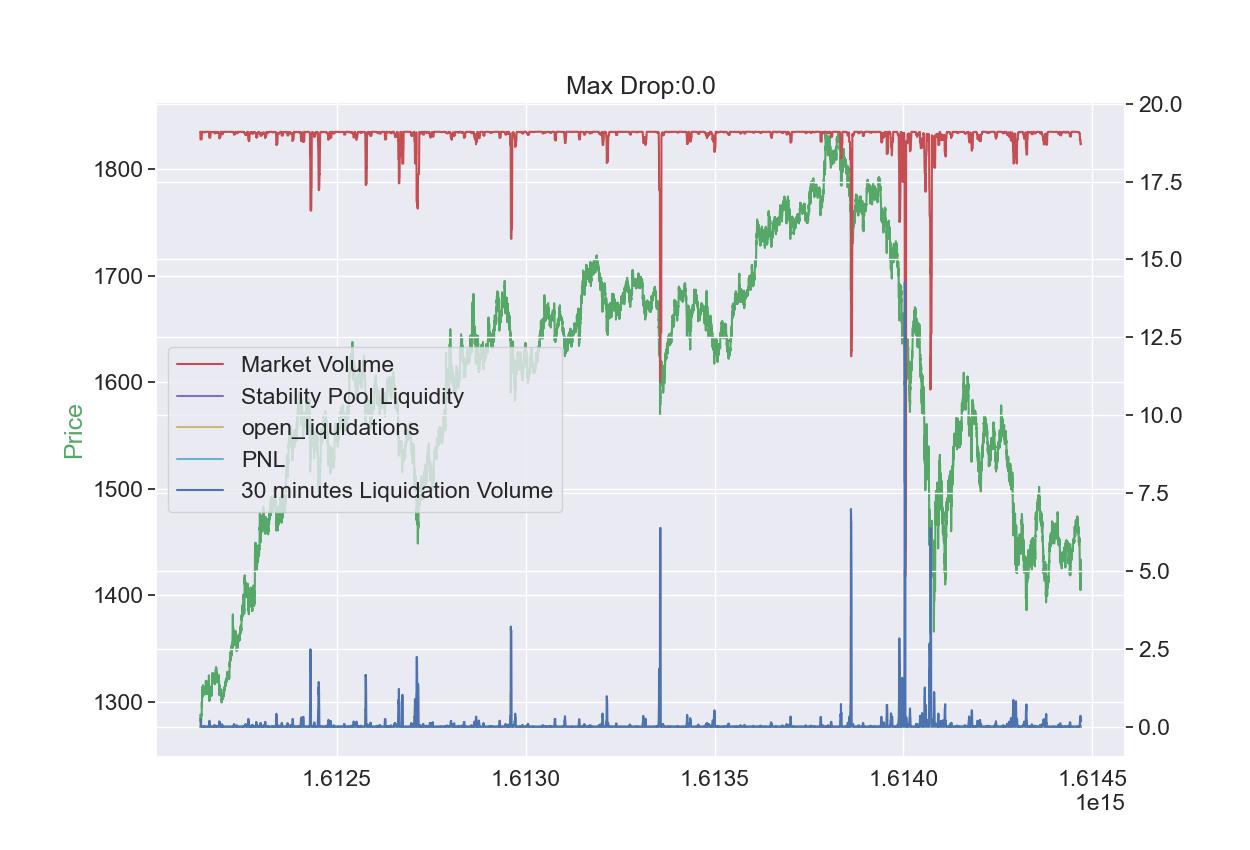 Max Drop:0.0
20.0
1800
17.5
1700
15.0
12.5
1600
Market Volume
Stability Pool Liquidity
open_liquidations
PNL
30 minutes Liquidation Volume
Price
10.0
1500
7.5
1400
5.0
2.5
1300
0.0
1.6125
1.6130
1.6135
1.6140
1.6145
1e15